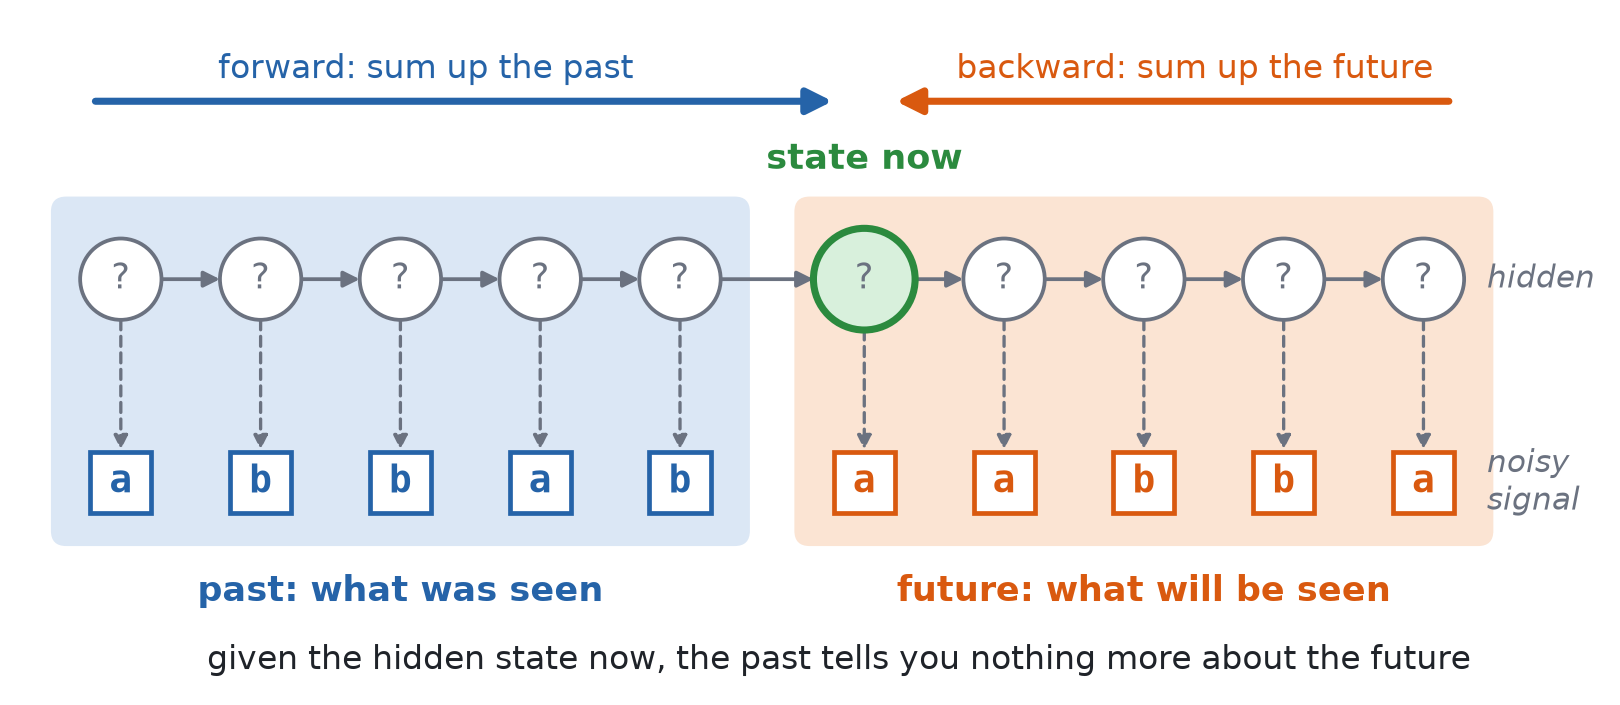 forward: sum up the past
backward: sum up the future
state now
? ? ? ? ? ? ? ? ? ?
hidden
a b b a b a a b b a
noisy
signal
past: what was seen
future: what will be seen
given the hidden state now, the past tells you nothing more about the future